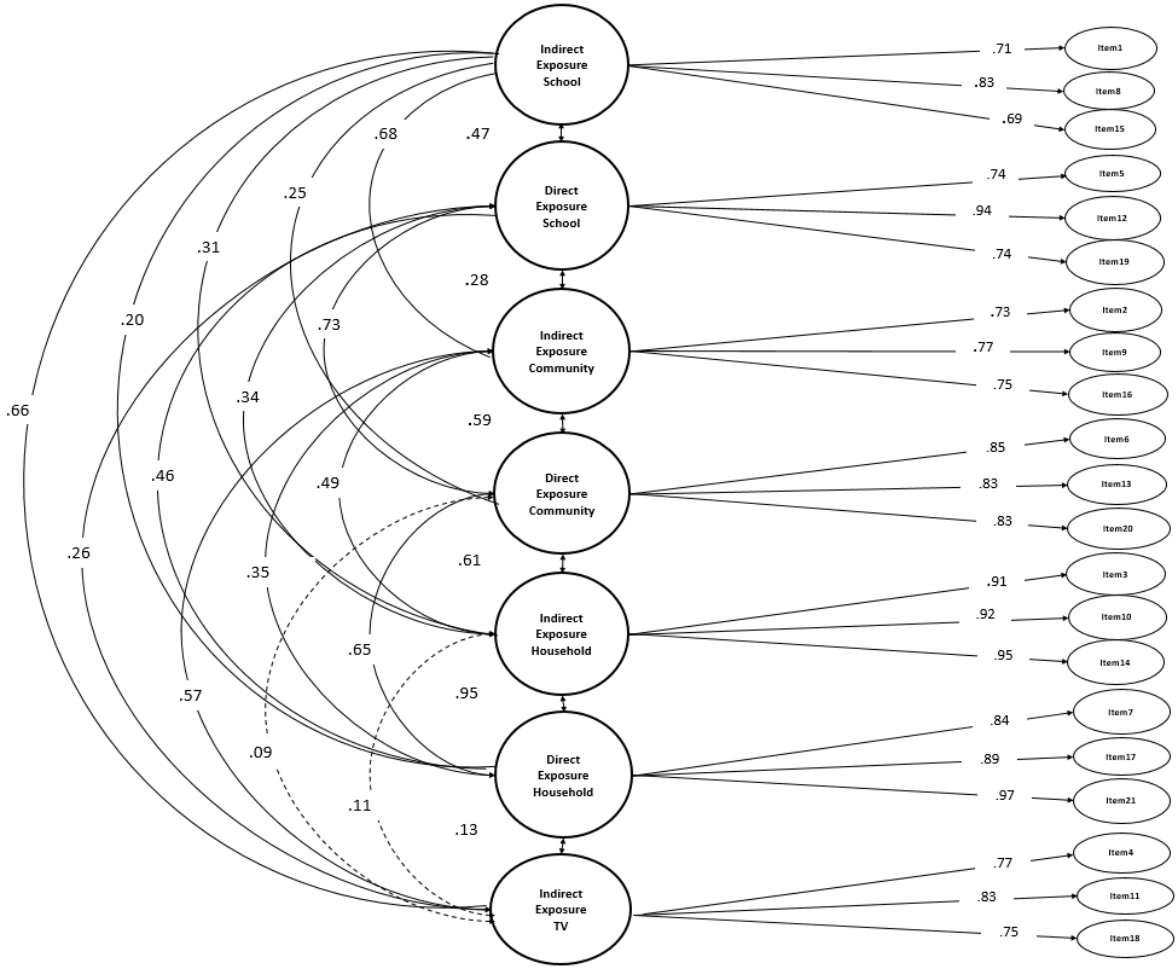 Indirect
Exposure
School
.71
Item1
.83
Item8
.69
Item15
.68
.47
Direct
Exposure
School
.74
Item5
.94
Item12
.74
Item19
.25
.31
.28
Indirect
Exposure
Community
.73
Item2
.77
Item9
.75
Item16
.20
.73
.34
.66
.59
Direct
Exposure
Community
.85
Item6
.83
Item13
.83
Item20
.46
.49
.26
.35
.61
Indirect
Exposure
Household
.91
Item3
.92
Item10
.95
Item14
.65
.57
.95
Direct
Exposure
Household
.84
Item7
.89
Item17
.97
Item21
.09
.11
.13
Indirect
Exposure
TV
.77
Item4
.83
Item11
.75
Item18